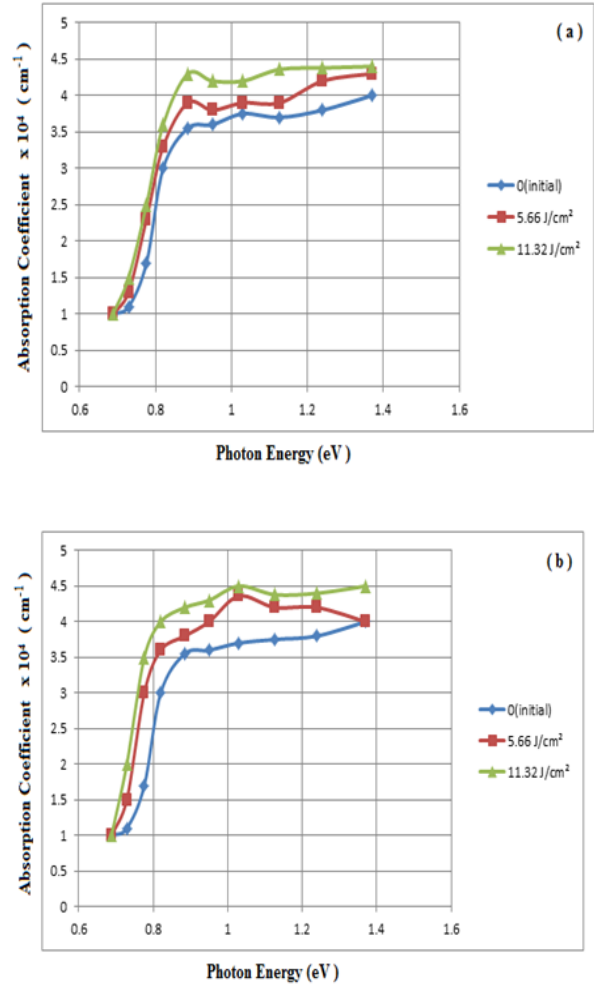 ( a )
Absorption Coefficient x 10⁴ ( cm⁻¹ )
5
4.5
4
3.5
3
2.5
2
1.5
1
0.5
0
0.6 0.8 1 1.2 1.4 1.6
Photon Energy (eV )
0(initial)
5.66 J/cm²
11.32 J/cm²
( b )
Absorption Coefficient x 10⁴ ( cm⁻¹ )
5
4.5
4
3.5
3
2.5
2
1.5
1
0.5
0
0.6 0.8 1 1.2 1.4 1.6
Photon Energy (eV )
0(initial)
5.66 J/cm²
11.32 J/cm²